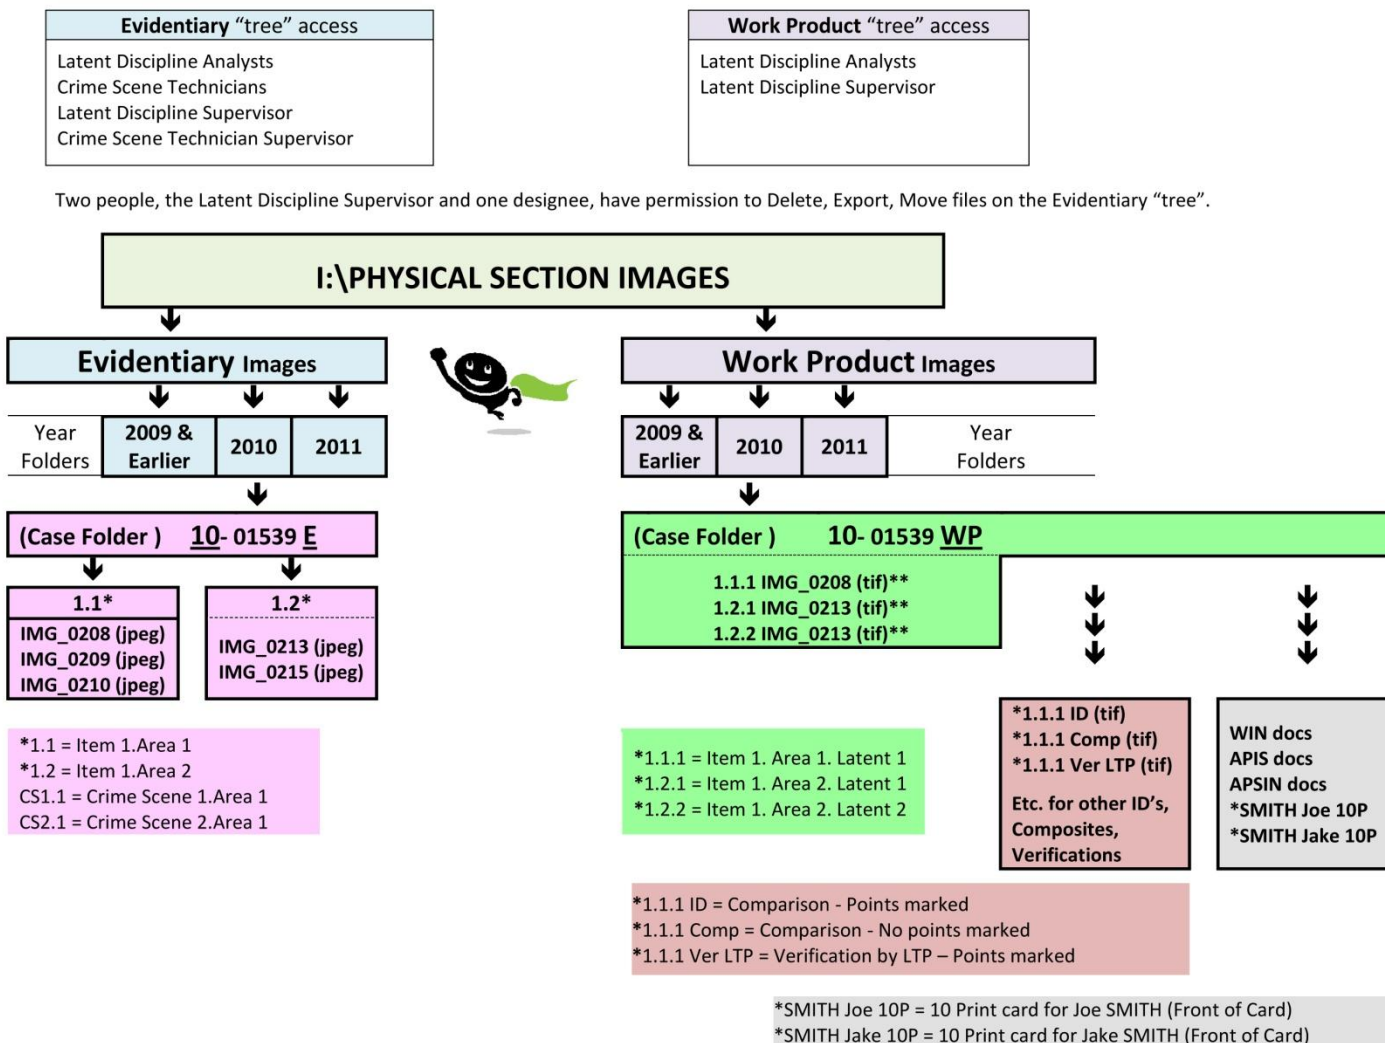 Evidentiary “tree” access
Latent Discipline Analysts
Crime Scene Technicians
Latent Discipline Supervisor
Crime Scene Technician Supervisor
Work Product “tree” access
Latent Discipline Analysts
Latent Discipline Supervisor
Two people, the Latent Discipline Supervisor and one designee, have permission to Delete, Export, Move files on the Evidentiary “tree”.
I:\PHYSICAL SECTION IMAGES
Evidentiary Images
Year
Folders
2009 &
Earlier
2010
2011
(Case Folder ) 10- 01539 E
1.1*
IMG_0208 (jpeg)
IMG_0209 (jpeg)
IMG_0210 (jpeg)
1.2*
IMG_0213 (jpeg)
IMG_0215 (jpeg)
*1.1 = Item 1.Area 1
*1.2 = Item 1.Area 2
CS1.1 = Crime Scene 1.Area 1
CS2.1 = Crime Scene 2.Area 1
Work Product Images
2009 &
Earlier
2010
2011
Year
Folders
(Case Folder ) 10- 01539 WP
1.1.1 IMG_0208 (tif)**
1.2.1 IMG_0213 (tif)**
1.2.2 IMG_0213 (tif)**
*1.1.1 = Item 1. Area 1. Latent 1
*1.2.1 = Item 1. Area 2. Latent 1
*1.2.2 = Item 1. Area 2. Latent 2
*1.1.1 ID (tif)
*1.1.1 Comp (tif)
*1.1.1 Ver LTP (tif)
Etc. for other ID’s,
Composites,
Verifications
WIN docs
APIS docs
APSIN docs
*SMITH Joe 10P
*SMITH Jake 10P
*1.1.1 ID = Comparison - Points marked
*1.1.1 Comp = Comparison - No points marked
*1.1.1 Ver LTP = Verification by LTP – Points marked
*SMITH Joe 10P = 10 Print card for Joe SMITH (Front of Card)
*SMITH Jake 10P = 10 Print card for Jake SMITH (Front of Card)